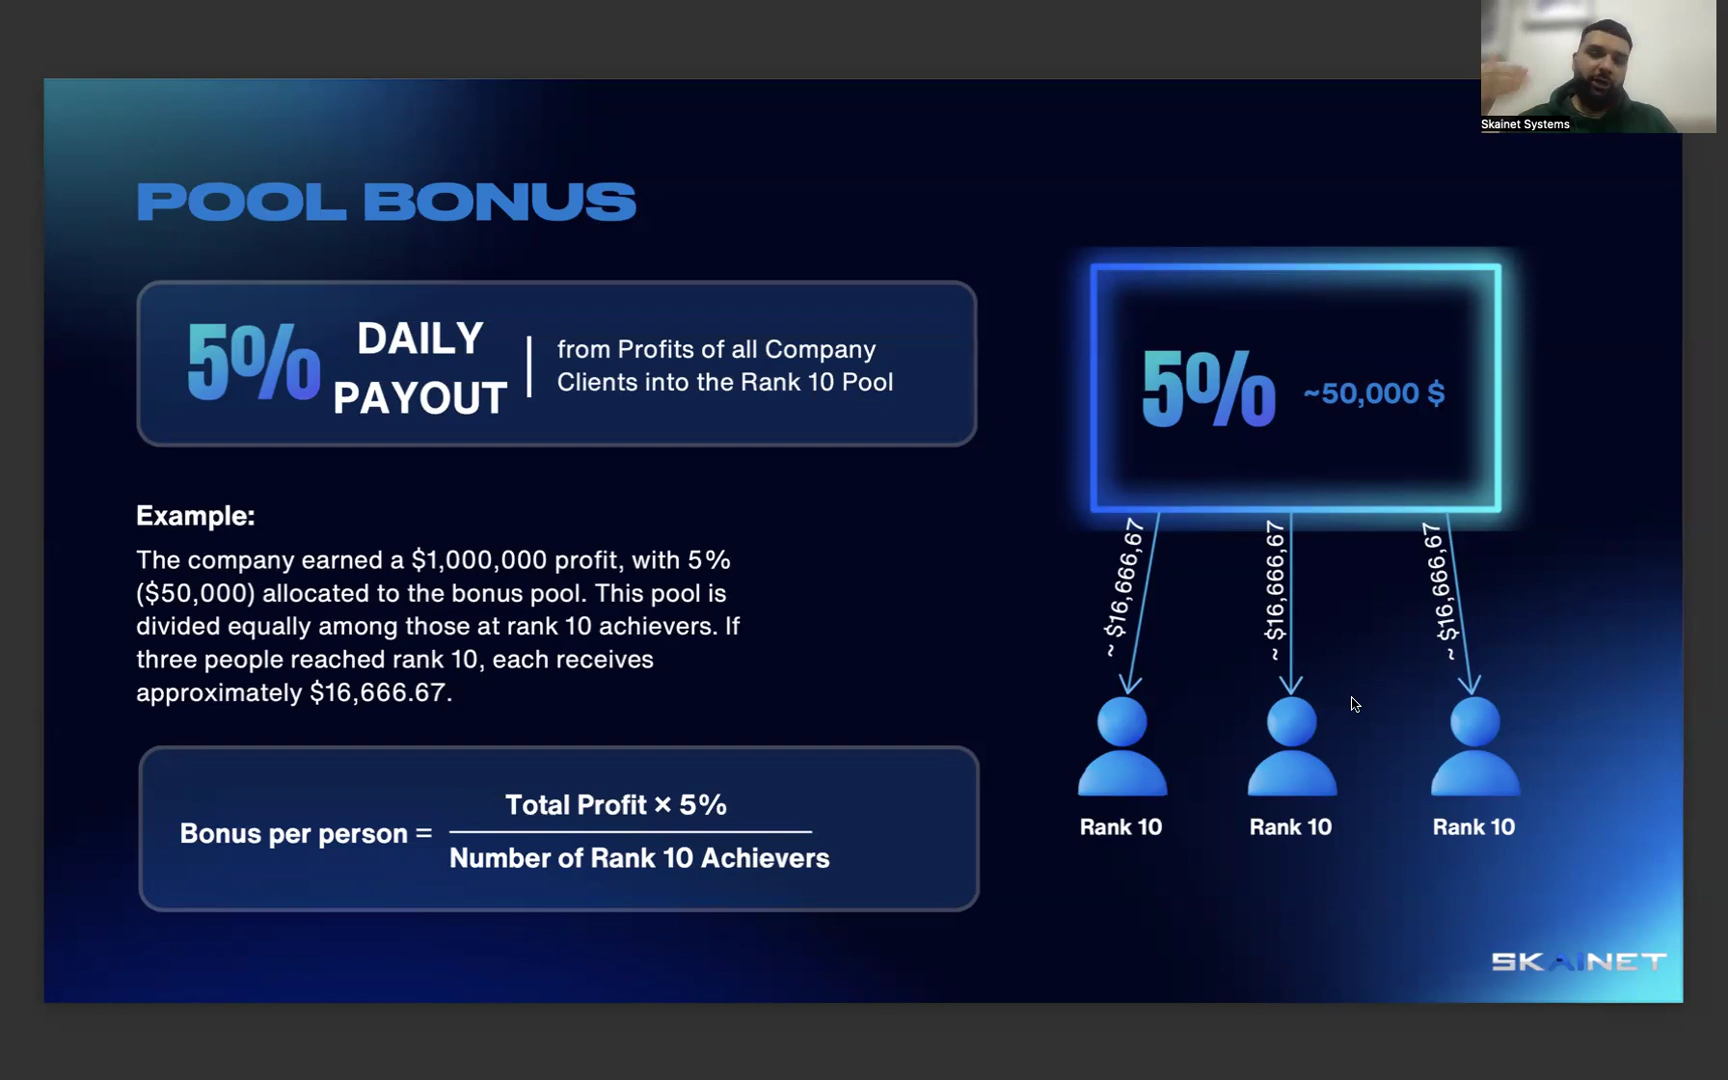 Skainet Systems
POOL BONUS
5% DAILY
PAYOUT
from Profits of all Company
Clients into the Rank 10 Pool
5% ~50,000 $
Example:
The company earned a $1,000,000 profit, with 5%
($50,000) allocated to the bonus pool. This pool is
divided equally among those at rank 10 achievers. If
three people reached rank 10, each receives
approximately $16,666.67.
~ $16,666,67
~ $16,666,67
~ $16,666,67
Rank 10
Rank 10
Rank 10
Total Profit × 5%
Bonus per person =
Number of Rank 10 Achievers
SKAINET